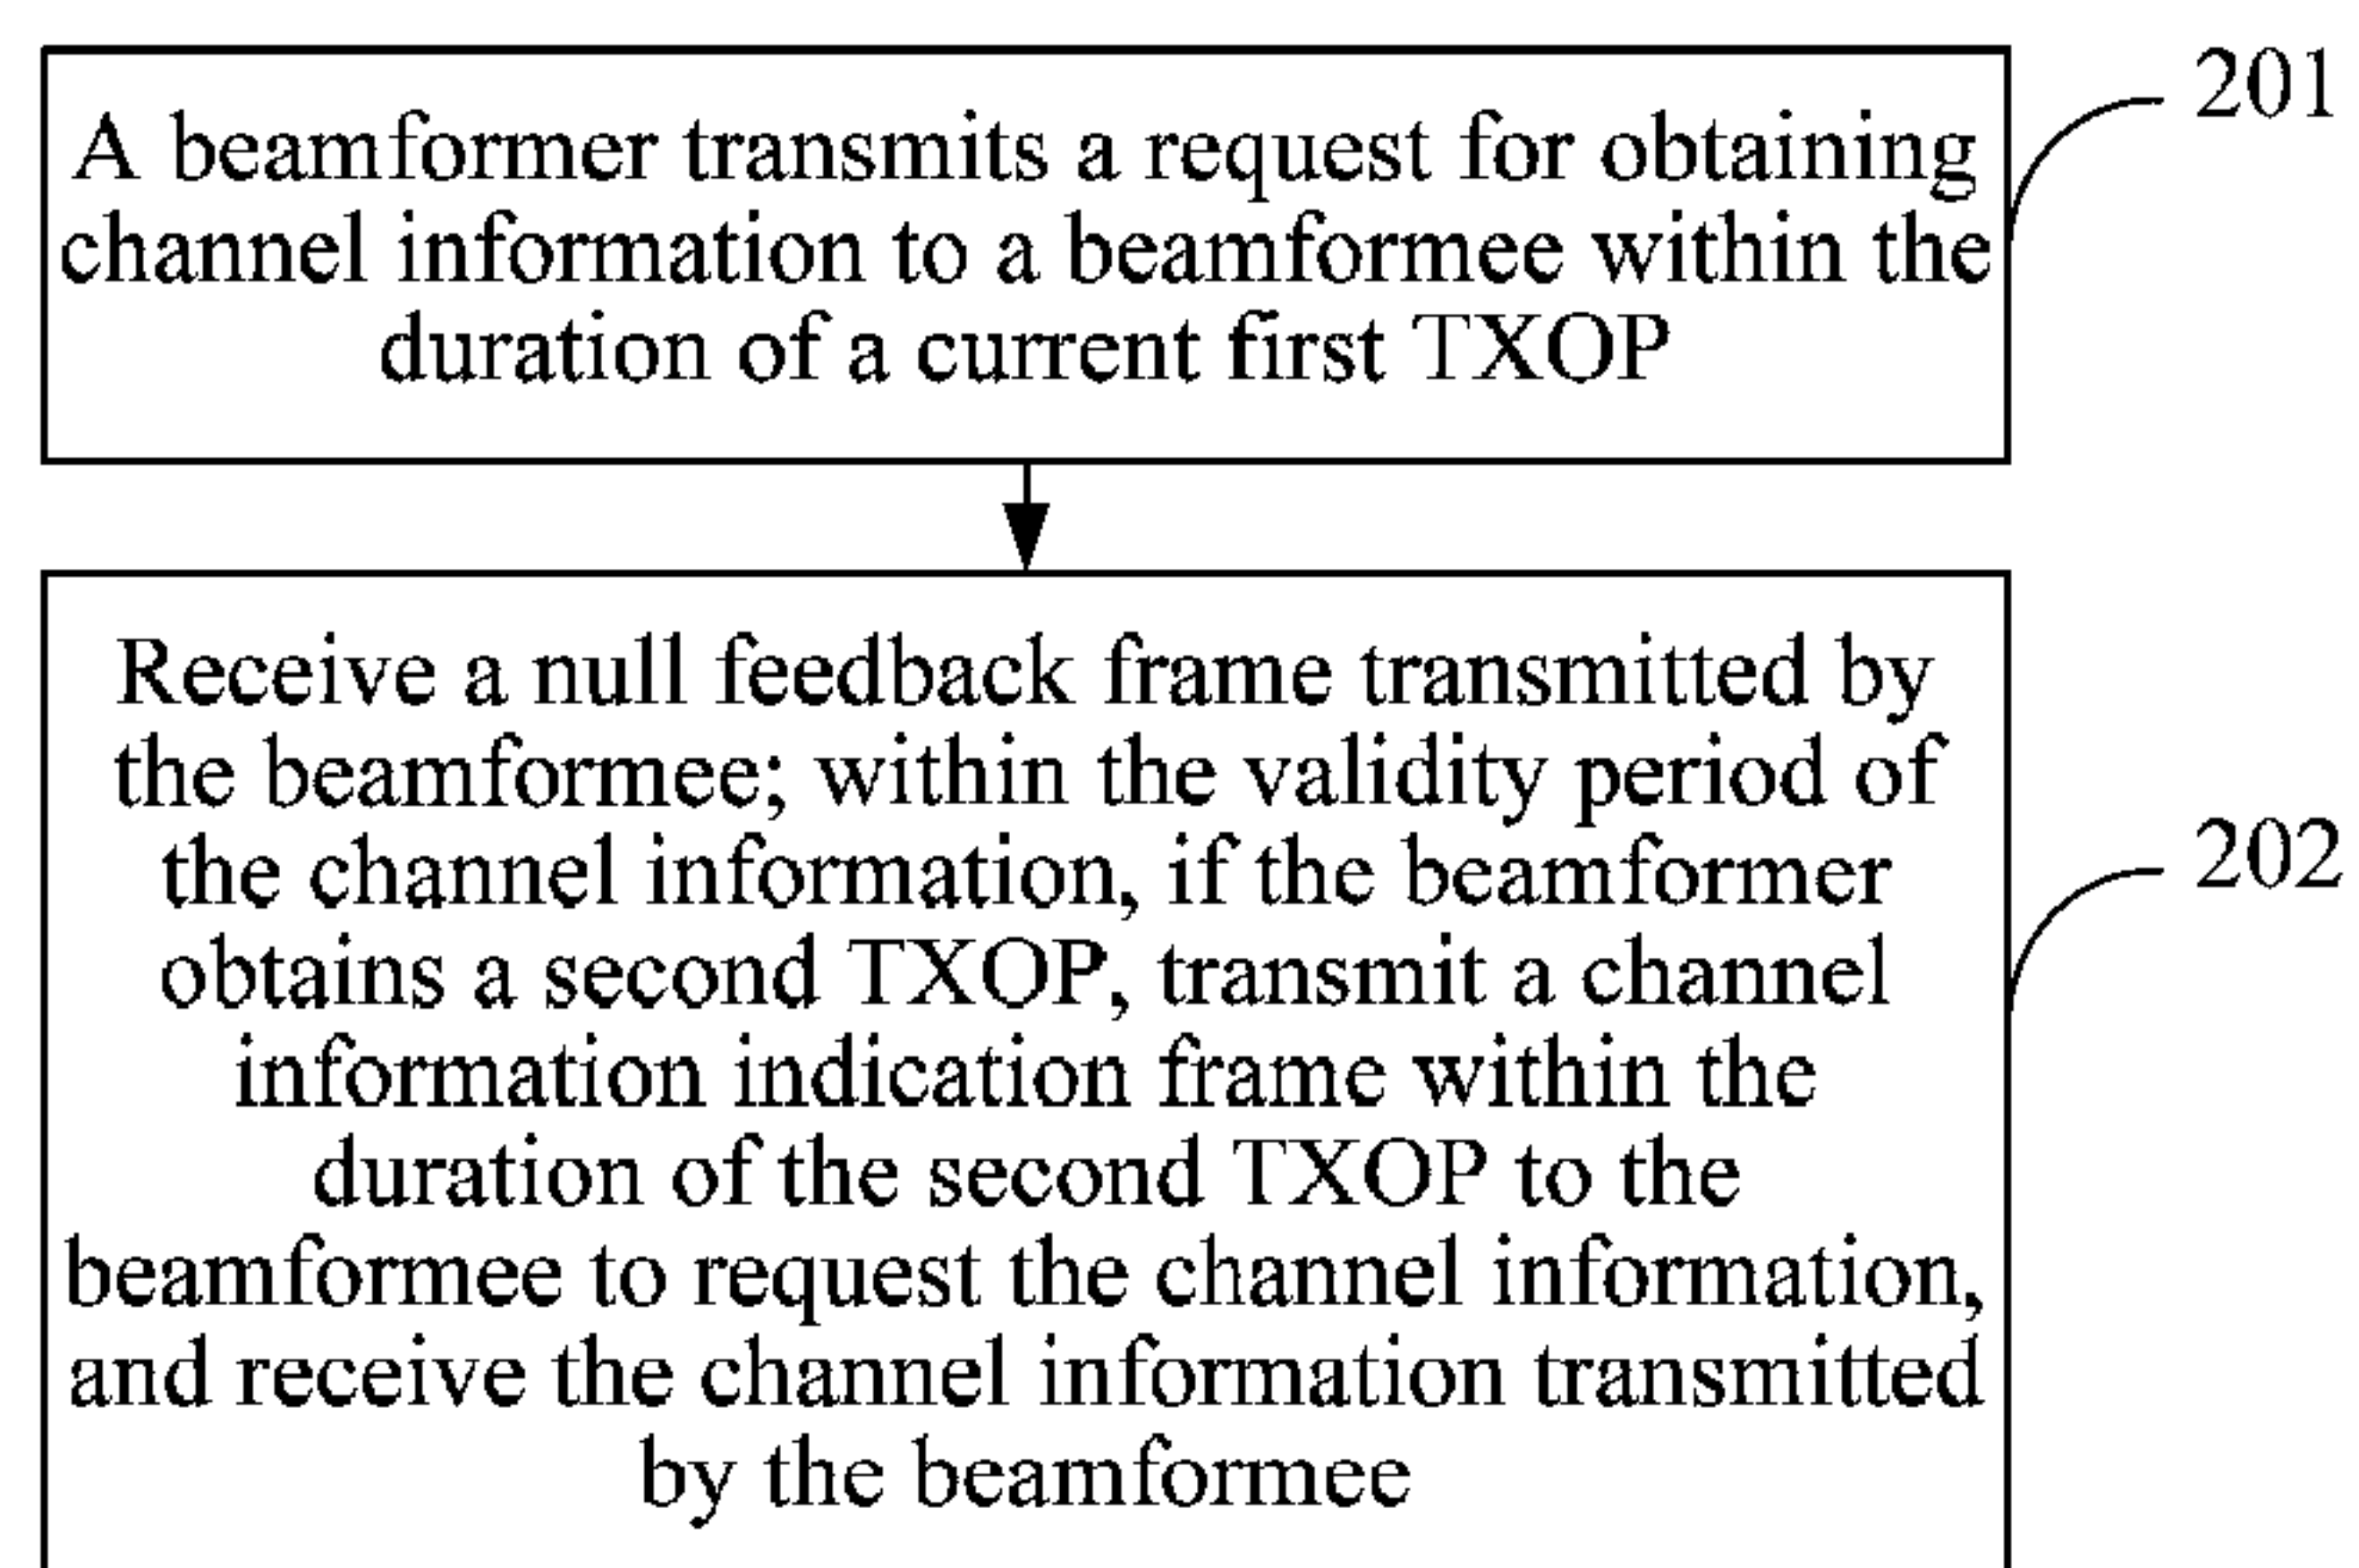 A beamformer transmits a request for obtaining
channel information to a beamformee within the
duration of a current first TXOP
201
Receive a null feedback frame transmitted by
the beamformee; within the validity period of
the channel information, if the beamformer
obtains a second TXOP, transmit a channel
information indication frame within the
duration of the second TXOP to the
beamformee to request the channel information,
and receive the channel information transmitted
by the beamformee
202